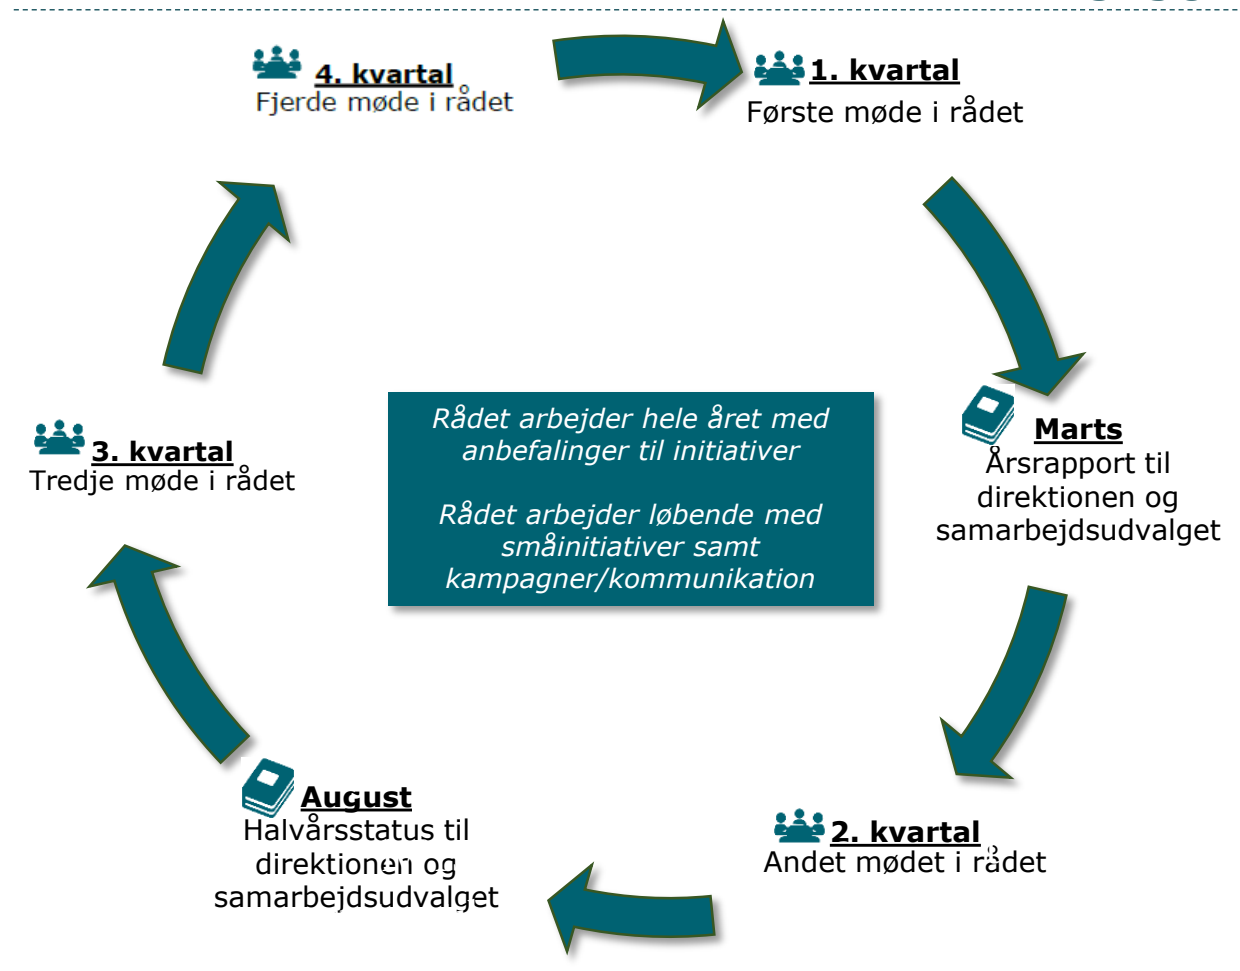 4. kvartal
Fjerde møde i rådet
1. kvartal
Første møde i rådet
Marts
Årsrapport til
direktionen og
samarbejdsudvalget
2. kvartal
Andet mødet i rådet
August
Halvårsstatus til
direktionen og
samarbejdsudvalget
3. kvartal
Tredje møde i rådet
Rådet arbejder hele året med
anbefalinger til initiativer
Rådet arbejder løbende med
småinitiativer samt
kampagner/kommunikation